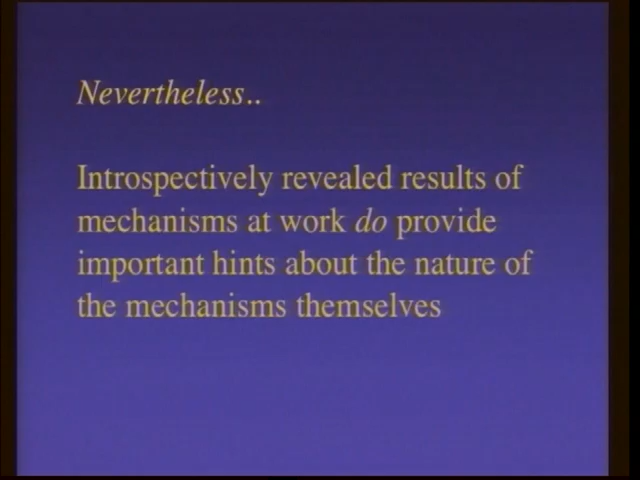 Nevertheless..
Introspectively revealed results of
mechanisms at work do provide
important hints about the nature of
the mechanisms themselves